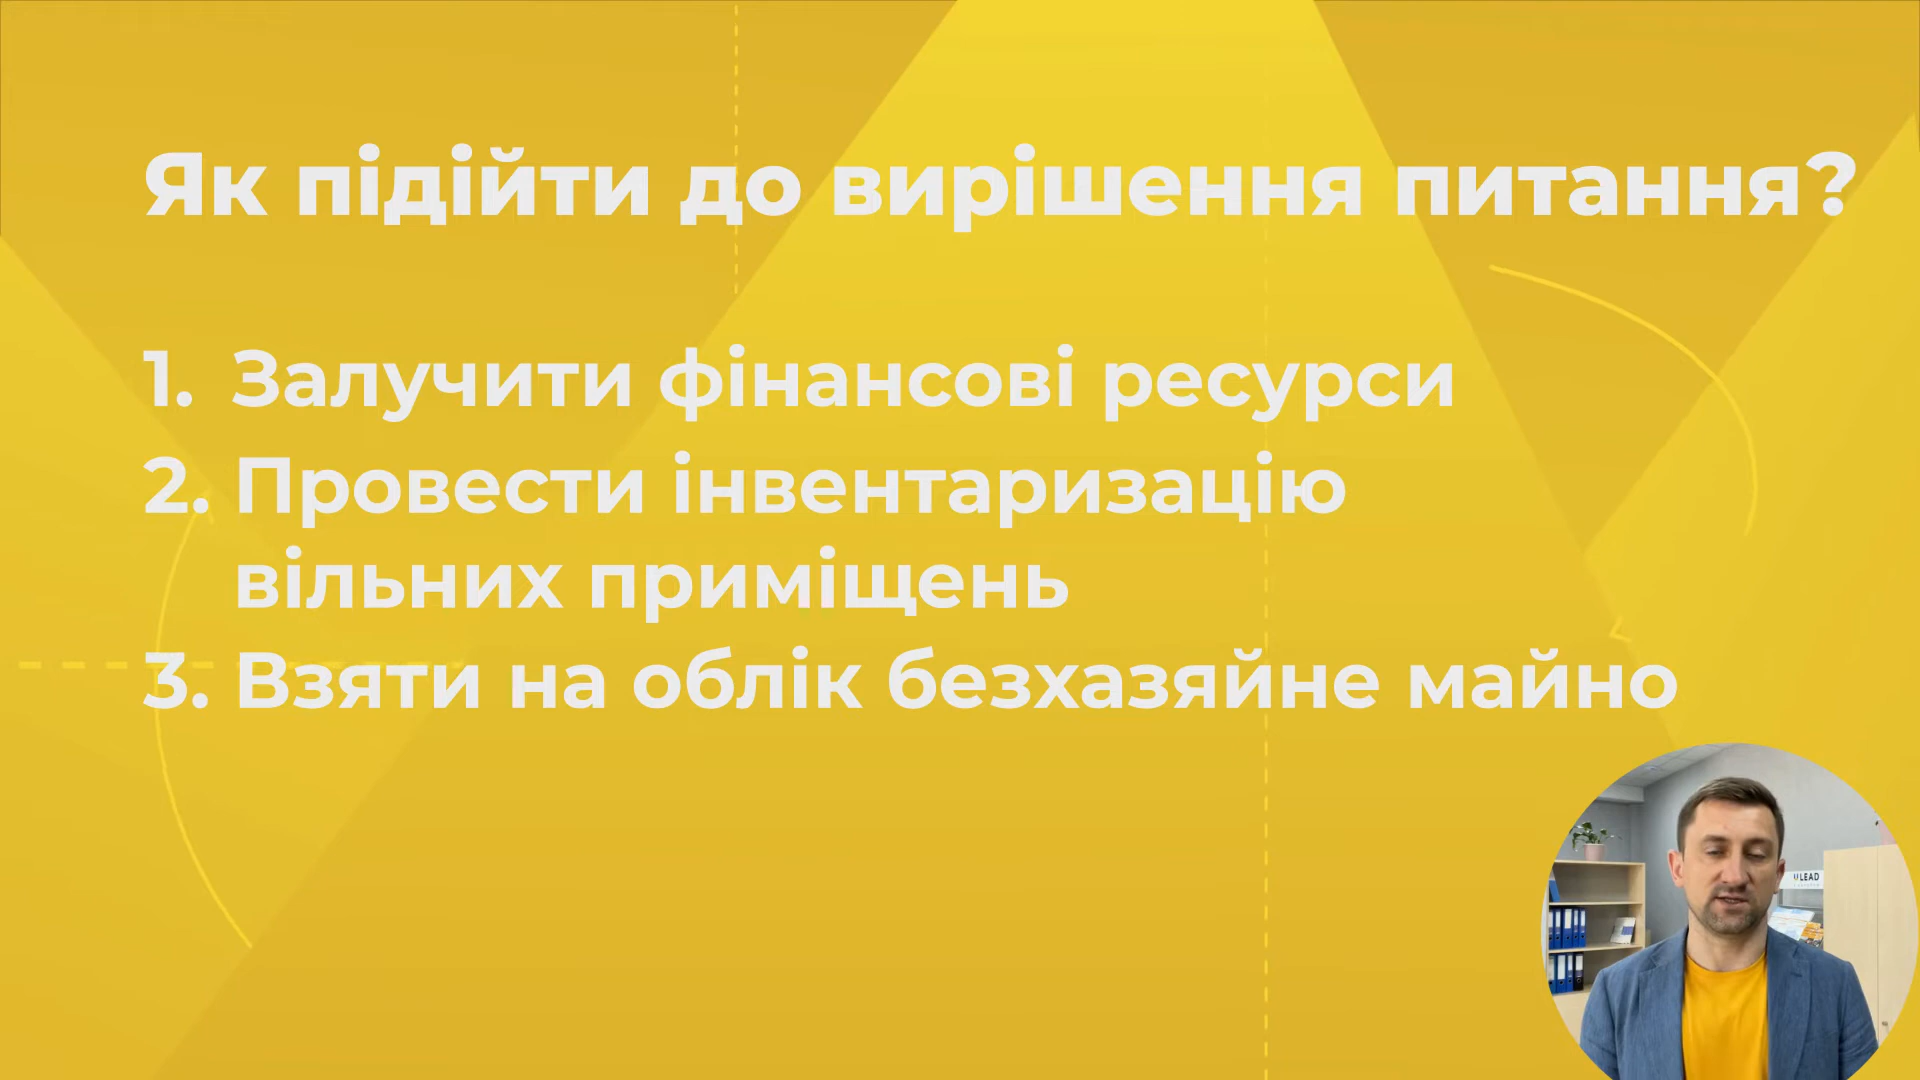 Як підійти до вирішення питання?
1. Залучити фінансові ресурси
2. Провести інвентаризацію
вільних приміщень
3. Взяти на облік безхазяйне майно
U LEAD